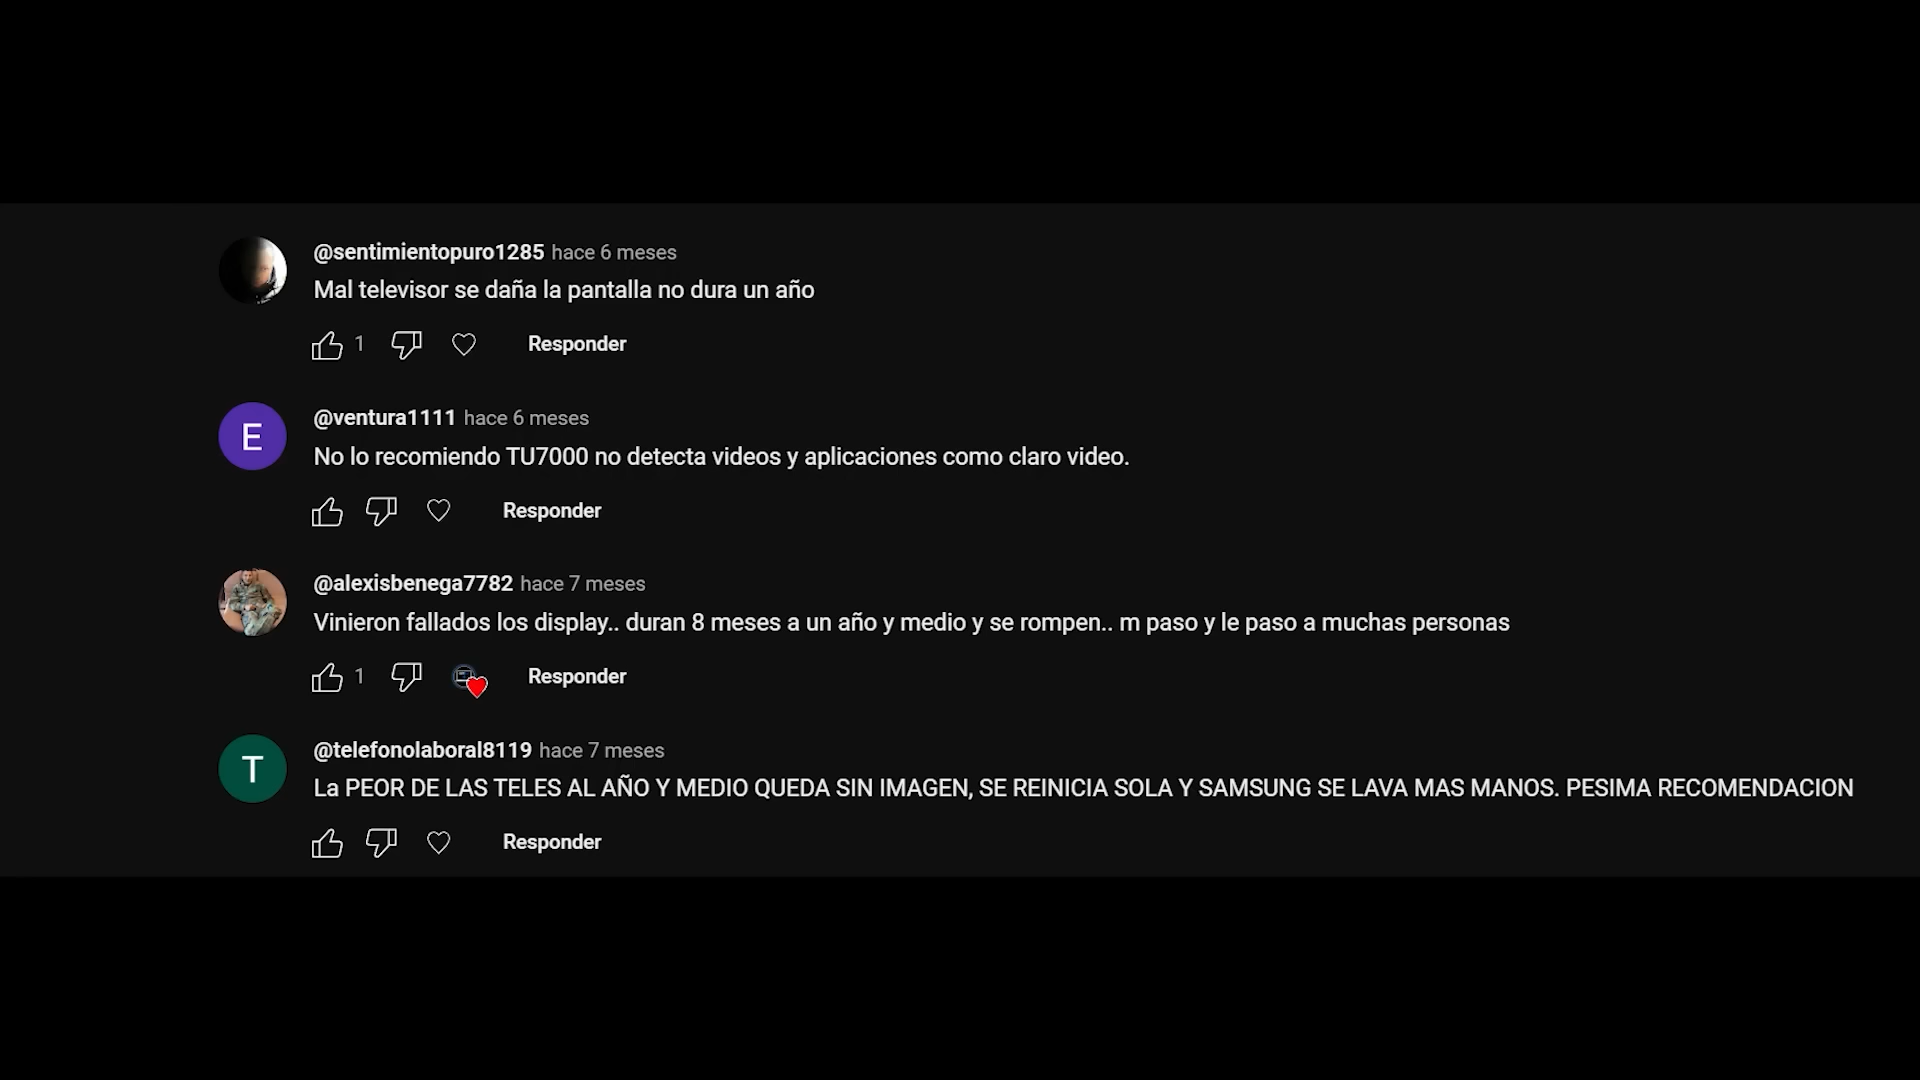 @sentimientopuro1285 hace 6 meses
Mal televisor se daña la pantalla no dura un año
1 Responder
E
@ventura1111 hace 6 meses
No lo recomiendo TU7000 no detecta videos y aplicaciones como claro video.
Responder
@alexisbenega7782 hace 7 meses
Vinieron fallados los display.. duran 8 meses a un año y medio y se rompen.. m paso y le paso a muchas personas
1 Responder
T
@telefonolaboral8119 hace 7 meses
La PEOR DE LAS TELES AL AÑO Y MEDIO QUEDA SIN IMAGEN, SE REINICIA SOLA Y SAMSUNG SE LAVA MAS MANOS. PESIMA RECOMENDACION
Responder